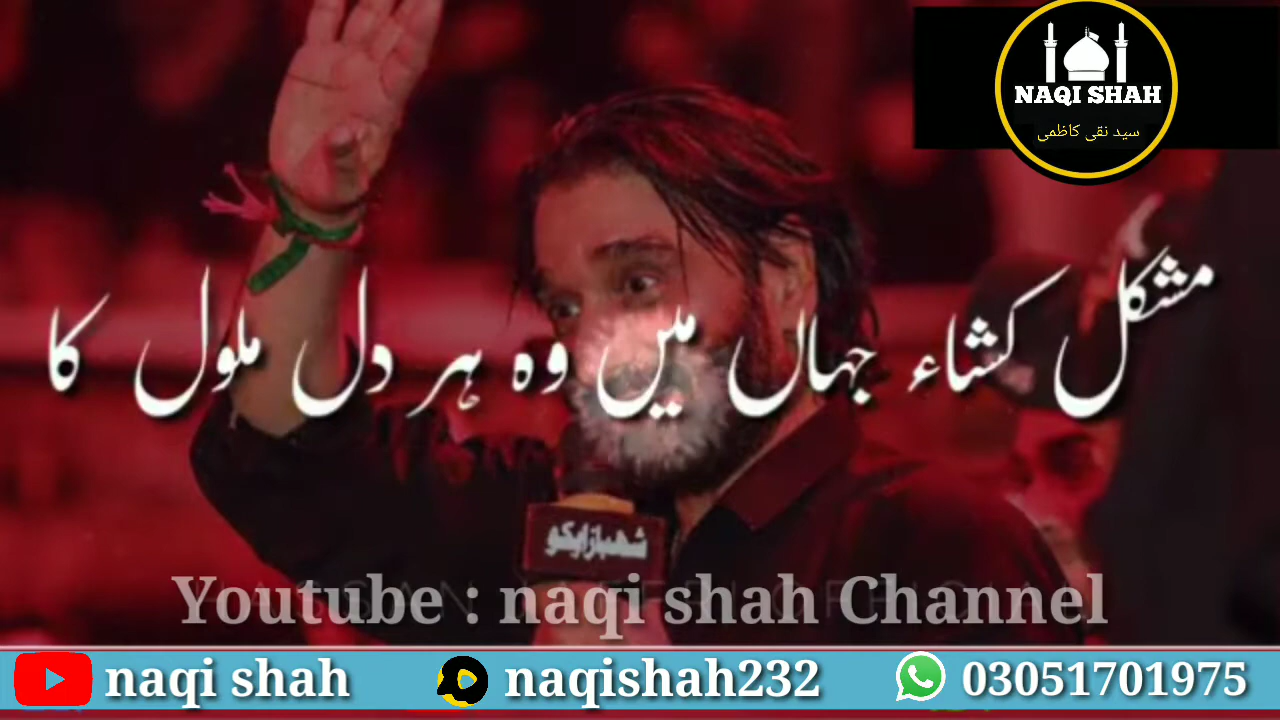 NAQI SHAH
سید نقی کاظمی
مشکل کشاء جہاں میں وہ ہر دل ملول کا
شہبازایکو
Youtube : naqi shah Channel
naqi shah
naqishah232
03051701975